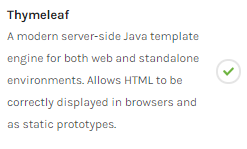 Thymeleaf
A modern server-side Java template
engine for both web and standalone
environments. Allows HTML to be
correctly displayed in browsers and
as static prototypes.